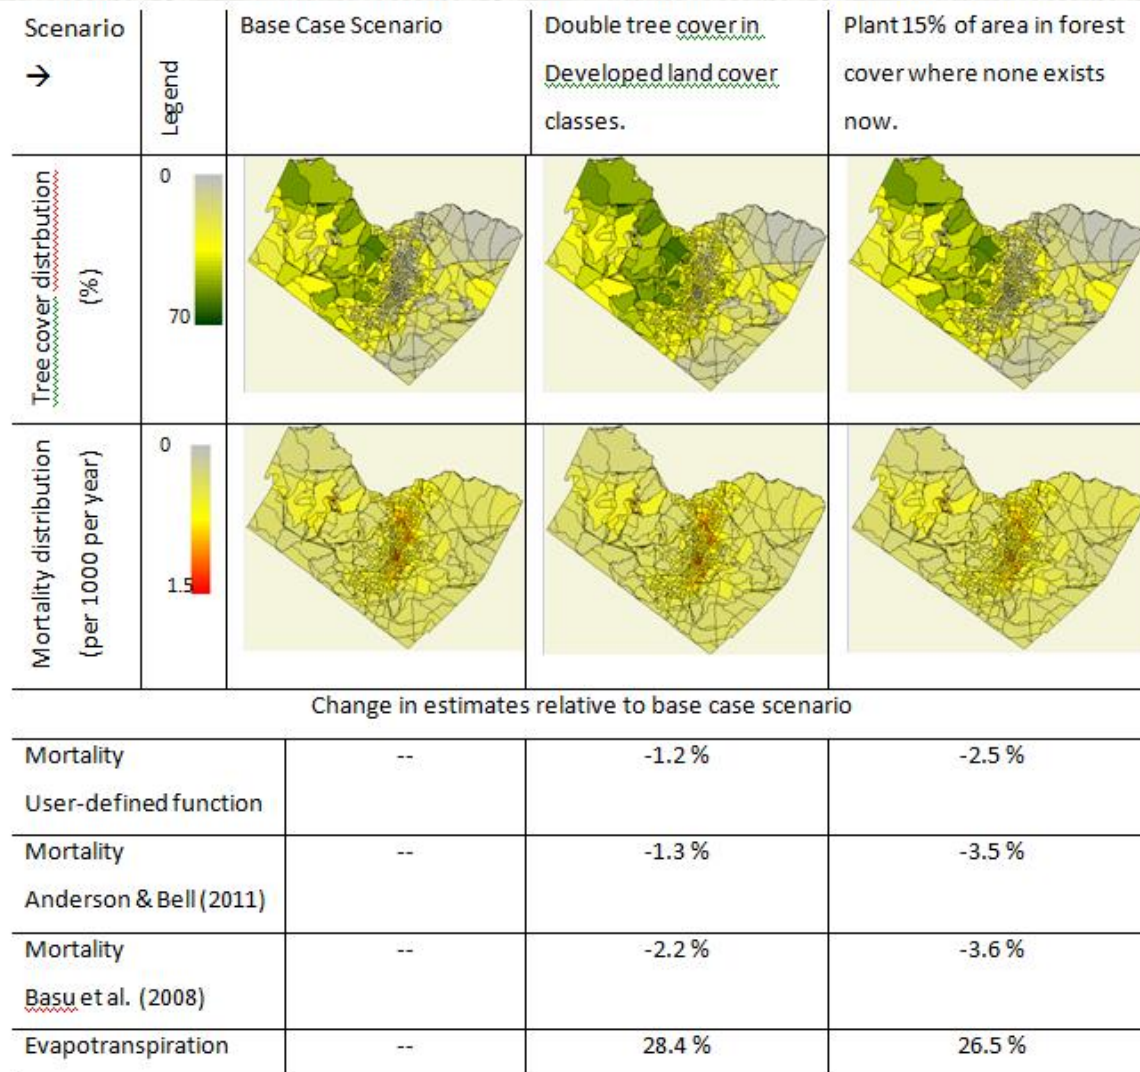 Scenario
→
Legend
Base Case Scenario
Double tree cover in
Developed land cover
classes.
Plant 15% of area in forest
cover where none exists
now.
Tree cover distrbution
(%)
0
70
Mortality distribution
(per 1000 per year)
0
1.5
Change in estimates relative to base case scenario
Mortality
User-defined function
--
-1.2 %
-2.5 %
Mortality
Anderson & Bell (2011)
--
-1.3 %
-3.5 %
Mortality
Basu et al. (2008)
--
-2.2 %
-3.6 %
Evapotranspiration
--
28.4 %
26.5 %